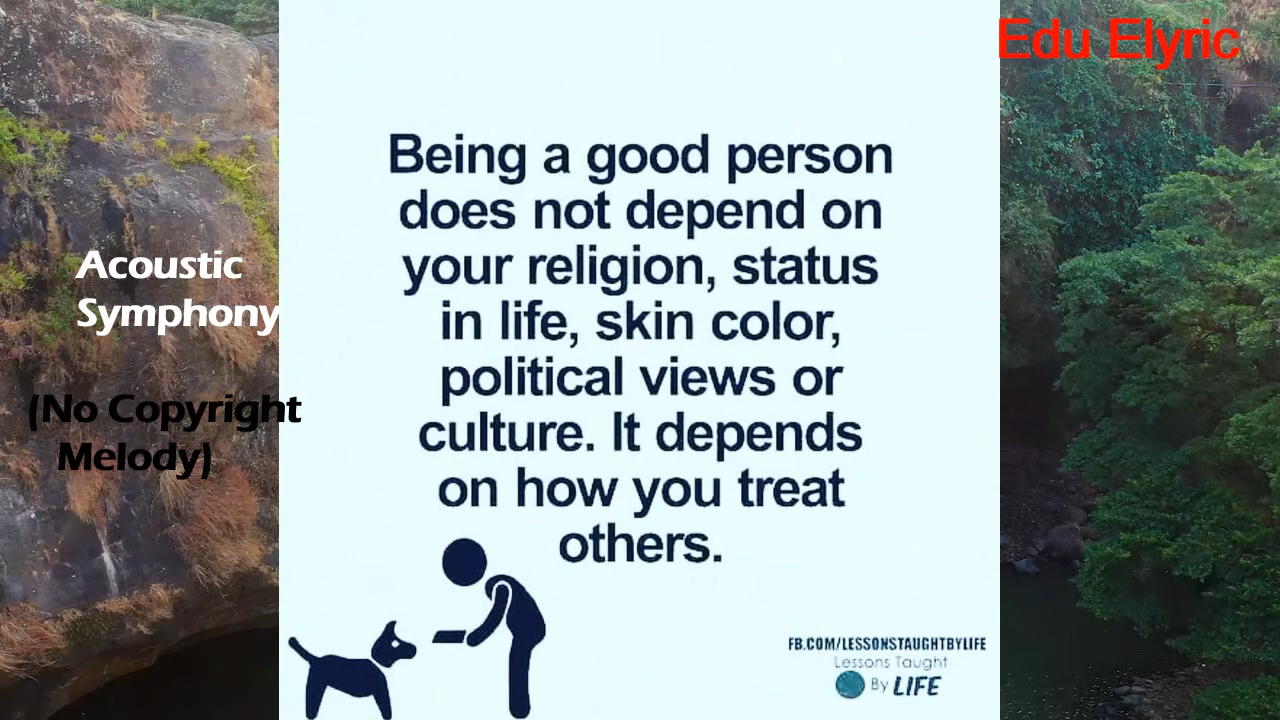 Edu Elyric
Being a good person
does not depend on
your religion, status
in life, skin color,
political views or
culture. It depends
on how you treat
others.
Acoustic
Symphony
(No Copyright
Melody)
FB.COM/LESSONSTAUGHTBYLIFE
Lessons Taught
By LIFE